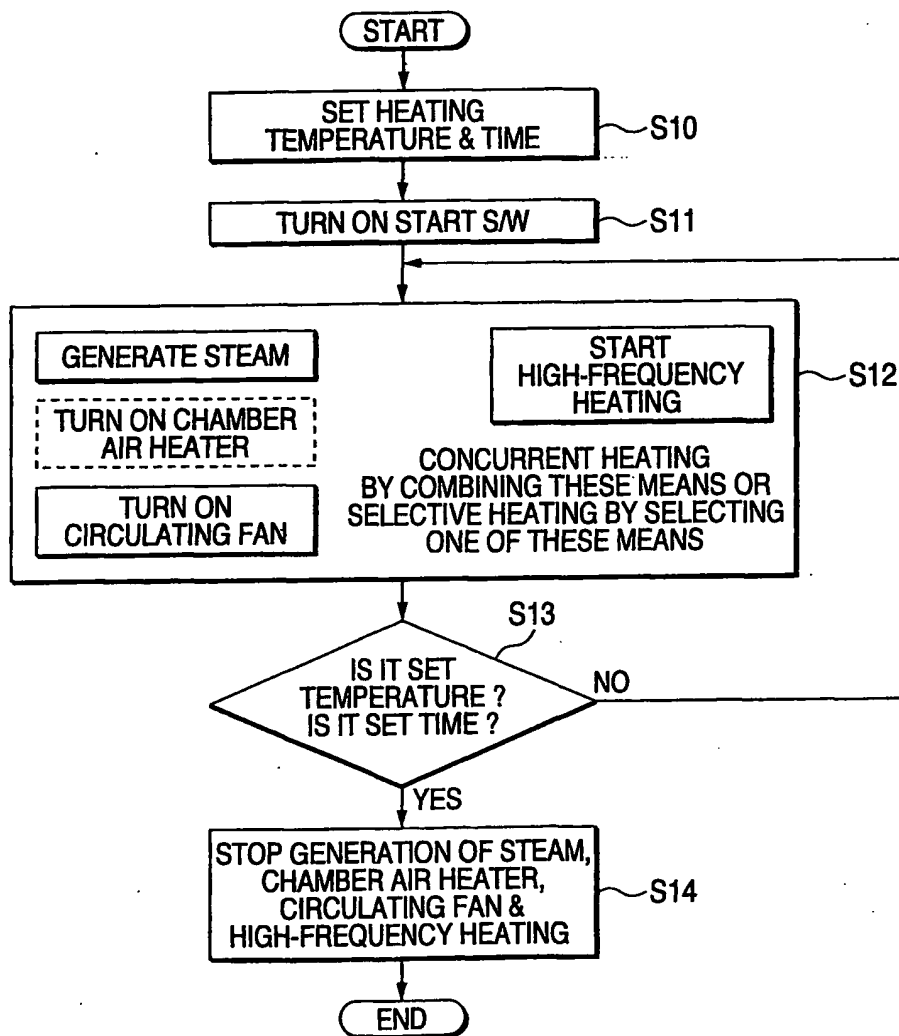 START
SET HEATING
TEMPERATURE & TIME
S10
TURN ON START S/W
S11
GENERATE STEAM
TURN ON CHAMBER
AIR HEATER
TURN ON
CIRCULATING FAN
START
HIGH-FREQUENCY
HEATING
CONCURRENT HEATING
BY COMBINING THESE MEANS OR
SELECTIVE HEATING BY SELECTING
ONE OF THESE MEANS
S12
S13
IS IT SET
TEMPERATURE ?
IS IT SET TIME ?
NO
YES
STOP GENERATION OF STEAM,
CHAMBER AIR HEATER,
CIRCULATING FAN &
HIGH-FREQUENCY HEATING
S14
END